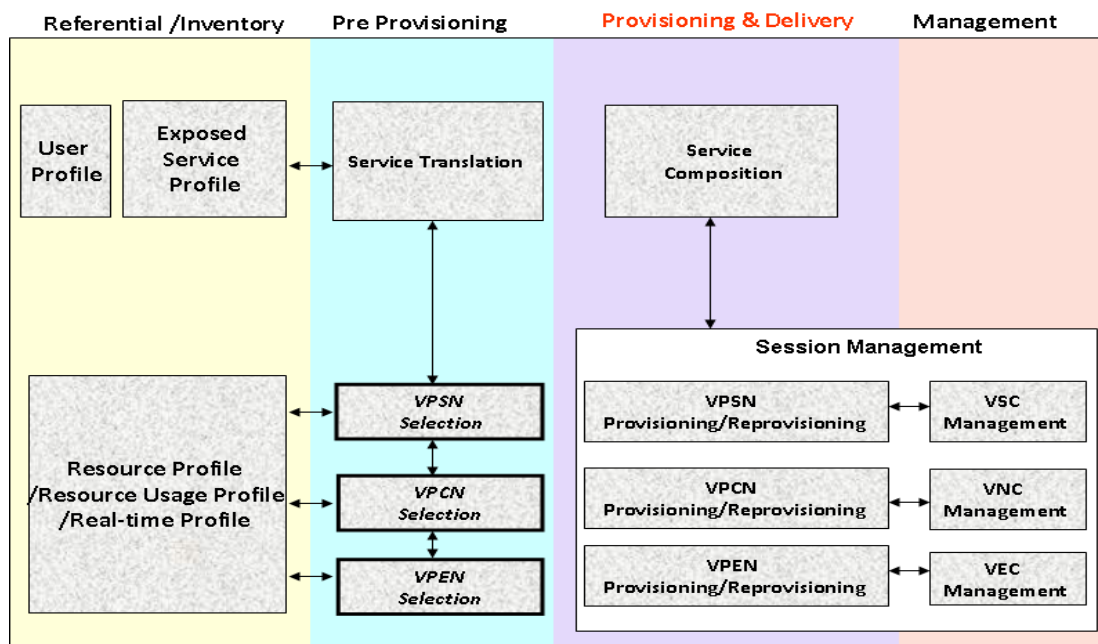 Referential /Inventory
Pre Provisioning
Provisioning & Delivery
Management
User
Profile
Exposed
Service
Profile
Service Translation
Service
Composition
Session Management
Resource Profile
/Resource Usage Profile
/Real-time Profile
VPSN
Selection
VPCN
Selection
VPEN
Selection
VPSN
Provisioning/Reprovisioning
VSC
Management
VPCN
Provisioning/Reprovisioning
VNC
Management
VPEN
Provisioning/Reprovisioning
VEC
Management